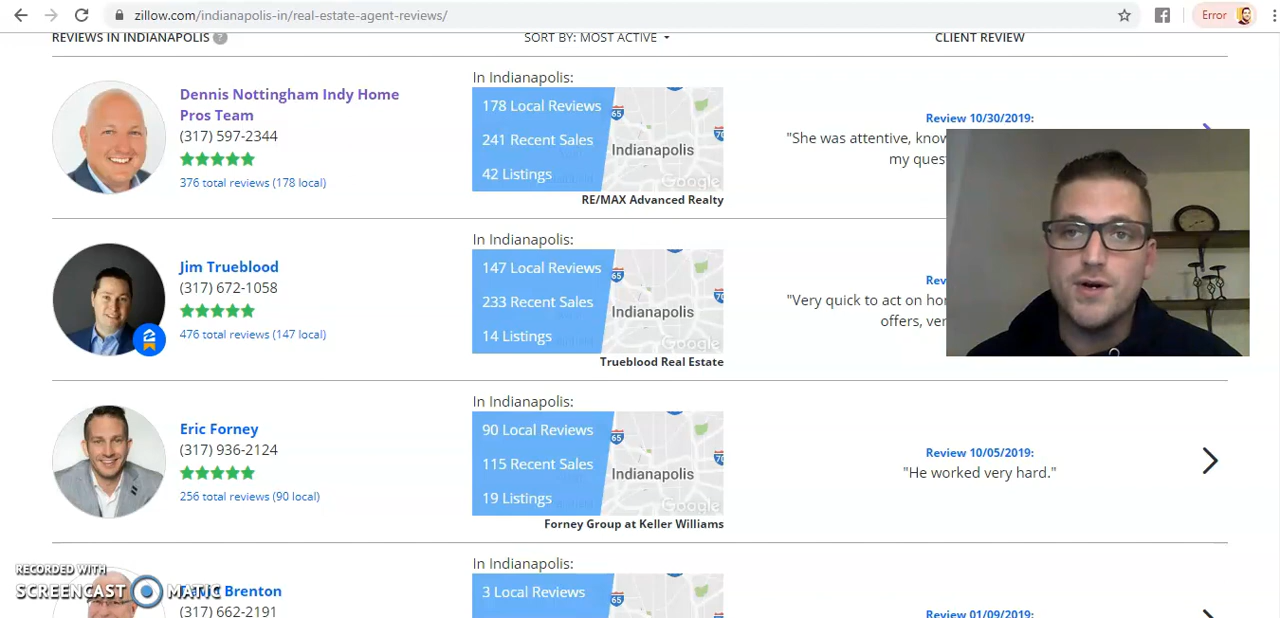 zillow.com/indianapolis-in/real-estate-agent-reviews/
Error
REVIEWS IN INDIANAPOLIS ?
SORT BY: MOST ACTIVE
CLIENT REVIEW
Dennis Nottingham Indy Home
Pros Team
(317) 597-2344
376 total reviews (178 local)
In Indianapolis:
178 Local Reviews
241 Recent Sales
42 Listings
65
70
Indianapolis
Google
RE/MAX Advanced Realty
Review 10/30/2019:
"She was attentive,
my
Jim Trueblood
(317) 672-1058
476 total reviews (147 local)
In Indianapolis:
147 Local Reviews
233 Recent Sales
14 Listings
65
Indianapolis
Trueblood Real Estate
"Very quick to act on
offers,
Eric Forney
(317) 936-2124
256 total reviews (90 local)
In Indianapolis:
90 Local Reviews
115 Recent Sales
19 Listings
65
Indianapolis
Google
Forney Group at Keller Williams
Review 10/05/2019:
"He worked very hard."
RECORDED WITH
SCREENCAST MATIC
Brenton
(317) 662-2191
In Indianapolis:
3 Local Reviews
65
Review 01/09/2019: